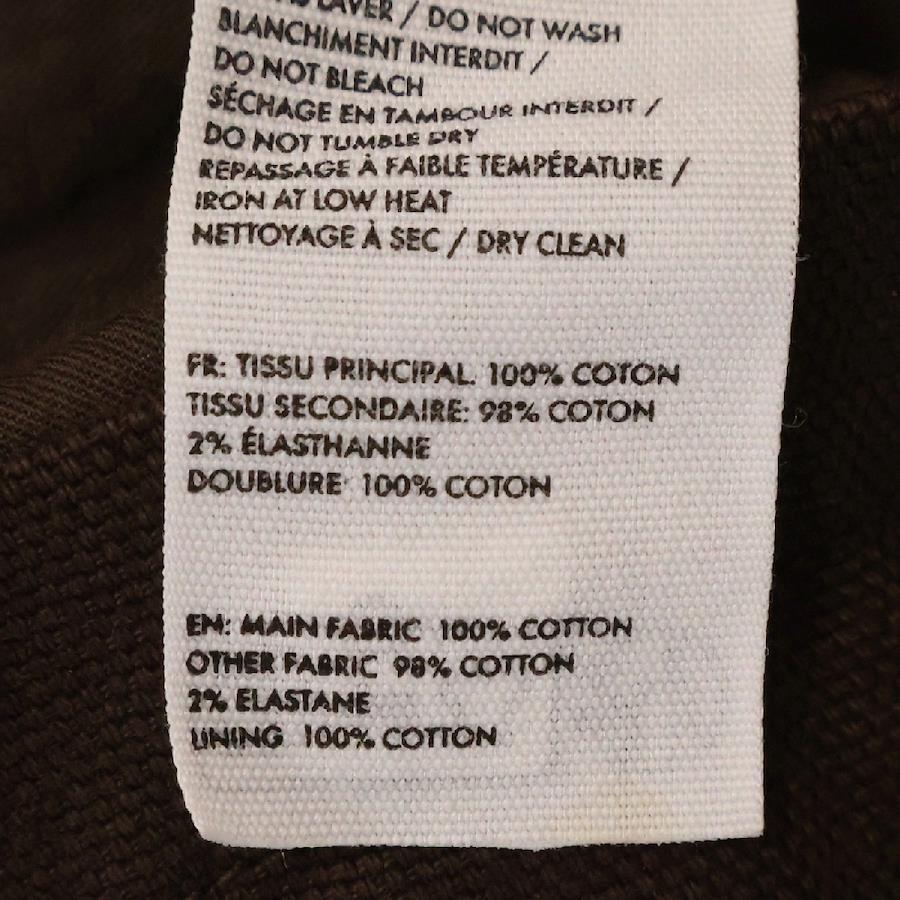 LAVER / DO NOT WASH
BLANCHIMENT INTERDIT /
DO NOT BLEACH
SÉCHAGE EN TAMBOUR INTERDIT /
DO NOT TUMBLE DRY
REPASSAGE À FAIBLE TEMPÉRATURE /
IRON AT LOW HEAT
NETTOYAGE À SEC / DRY CLEAN
FR: TISSU PRINCIPAL. 100% COTON
TISSU SECONDAIRE: 98% COTON
2% ÉLASTHANNE
DOUBLURE 100% COTON
EN: MAIN FABRIC 100% COTTON
OTHER FABRIC 98% COTTON
2% ELASTANE
LINING 100% COTTON